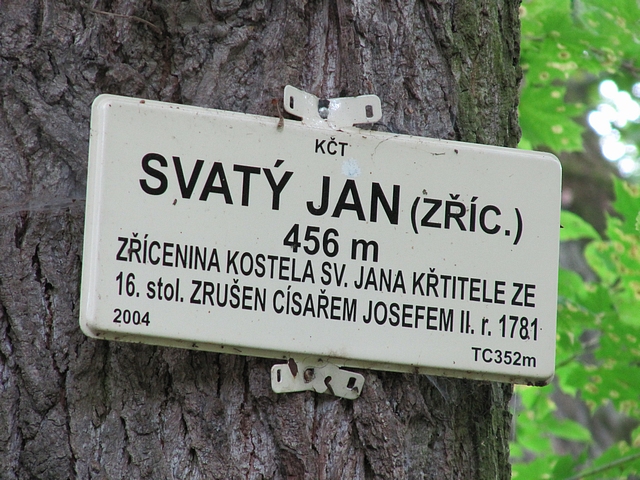 KČT
SVATÝ JAN (ZŘÍC.)
456 m
ZŘÍCENINA KOSTELA SV. JANA KŘTITELE ZE
16. stol. ZRUŠEN CÍSAŘEM JOSEFEM II. r. 1781
2004
TC352m